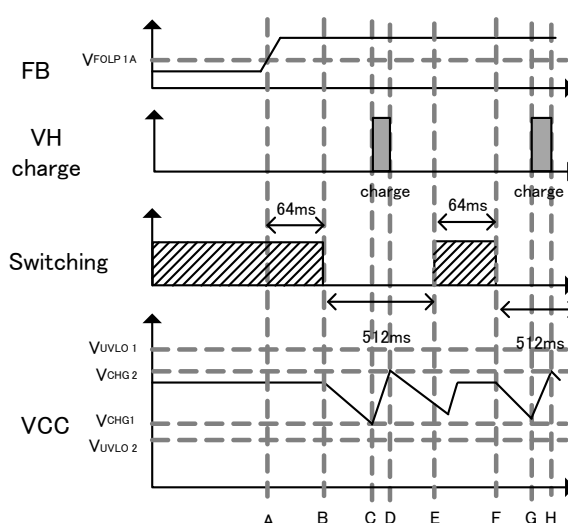 FB
VFOLP1A
VH
charge
charge
charge
64ms
64ms
Switching
512ms
512ms
VUVLO1
VCHG2
VCC
VCHG1
VUVLO2
A B C D E F G H